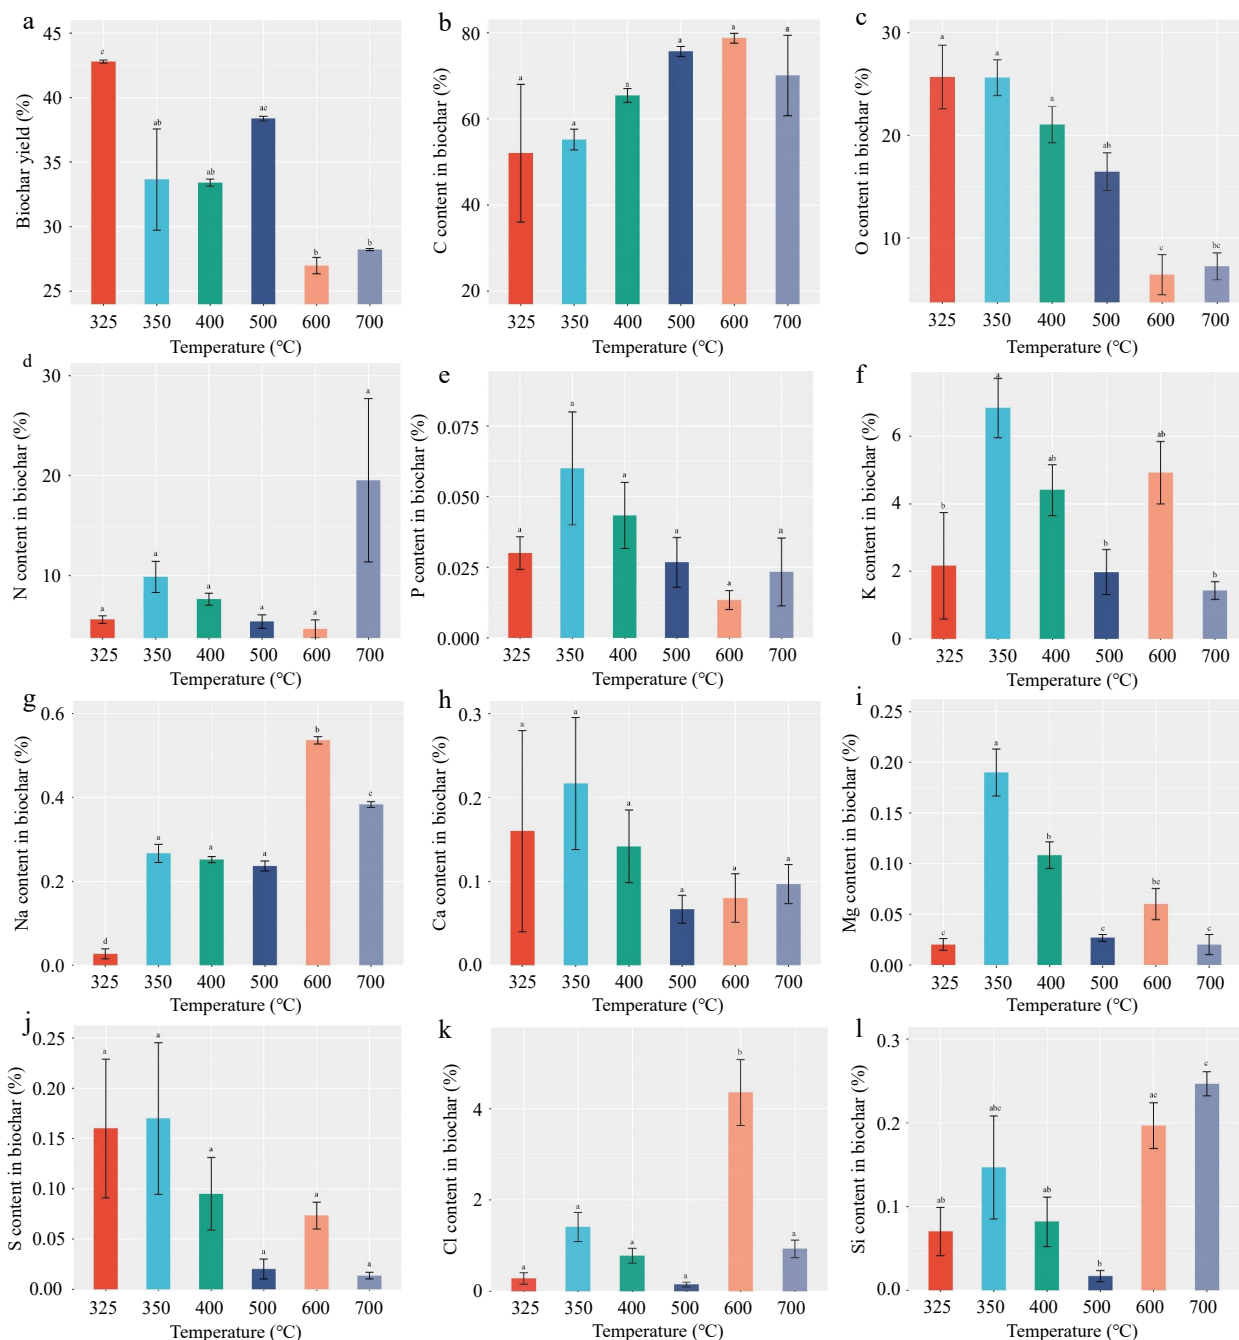 a
Biochar yield (%)
45
40
35
30
25
c
ab
ab
ac
b
b
325 350 400 500 600 700
Temperature (℃)
b
C content in biochar (%)
80
60
40
20
a
a
a
a
a
a
325 350 400 500 600 700
Temperature (℃)
c
O content in biochar (%)
30
20
10
a
a
a
ab
c
bc
325 350 400 500 600 700
Temperature (℃)
d
N content in biochar (%)
30
20
10
a
a
a
a
a
a
325 350 400 500 600 700
Temperature (℃)
e
P content in biochar (%)
0.075
0.050
0.025
0.000
a
a
a
a
a
a
325 350 400 500 600 700
Temperature (℃)
f
K content in biochar (%)
6
4
2
0
b
a
ab
b
ab
b
325 350 400 500 600 700
Temperature (℃)
g
Na content in biochar (%)
0.6
0.4
0.2
0.0
d
a
a
a
b
c
325 350 400 500 600 700
Temperature (℃)
h
Ca content in biochar (%)
0.3
0.2
0.1
0.0
a
a
a
a
a
a
325 350 400 500 600 700
Temperature (℃)
i
Mg content in biochar (%)
0.25
0.20
0.15
0.10
0.05
0.00
c
a
b
c
bc
c
325 350 400 500 600 700
Temperature (℃)
j
S content in biochar (%)
0.25
0.20
0.15
0.10
0.05
0.00
a
a
a
a
a
a
325 350 400 500 600 700
Temperature (℃)
k
Cl content in biochar (%)
4
2
0
a
a
a
a
b
a
325 350 400 500 600 700
Temperature (℃)
l
Si content in biochar (%)
0.3
0.2
0.1
0.0
ab
abc
ab
b
ac
c
325 350 400 500 600 700
Temperature (℃)